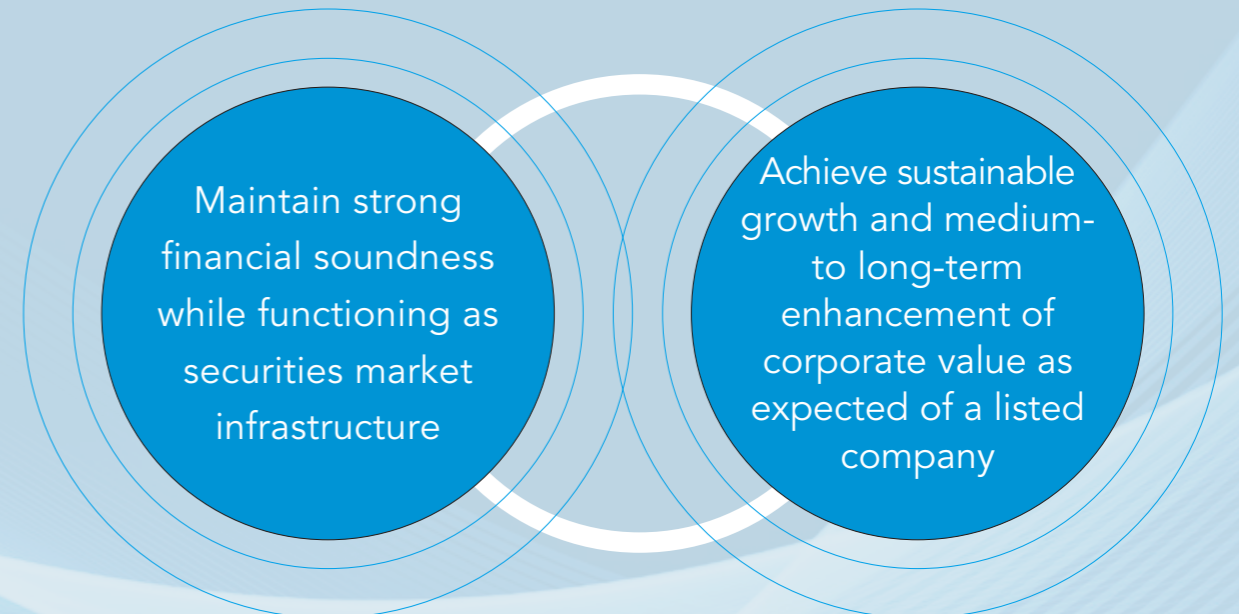 Maintain strong
financial soundness
while functioning as
securities market
infrastructure
Achieve sustainable
growth and medium-
to long-term
enhancement of
corporate value as
expected of a listed
company